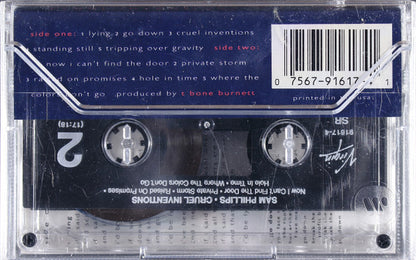 side one: 1 lying 2 go down 3 cruel inventions
4 standing still 5 tripping over gravity side two:
1 now i can't find the door 2 private storm
3 raised on promises 4 hole in time 5 where the
colors don't go produced by t bone burnett
0 7567-91617-4 1
printed in usa.
2
(17:18)
91617-4
SR
Virgin
Now I Can't Find The Door • Private Storm • Raised On Promises •
Hole In Time • Where The Colors Don't Go
SAM PHILLIPS • CRUEL INVENTIONS